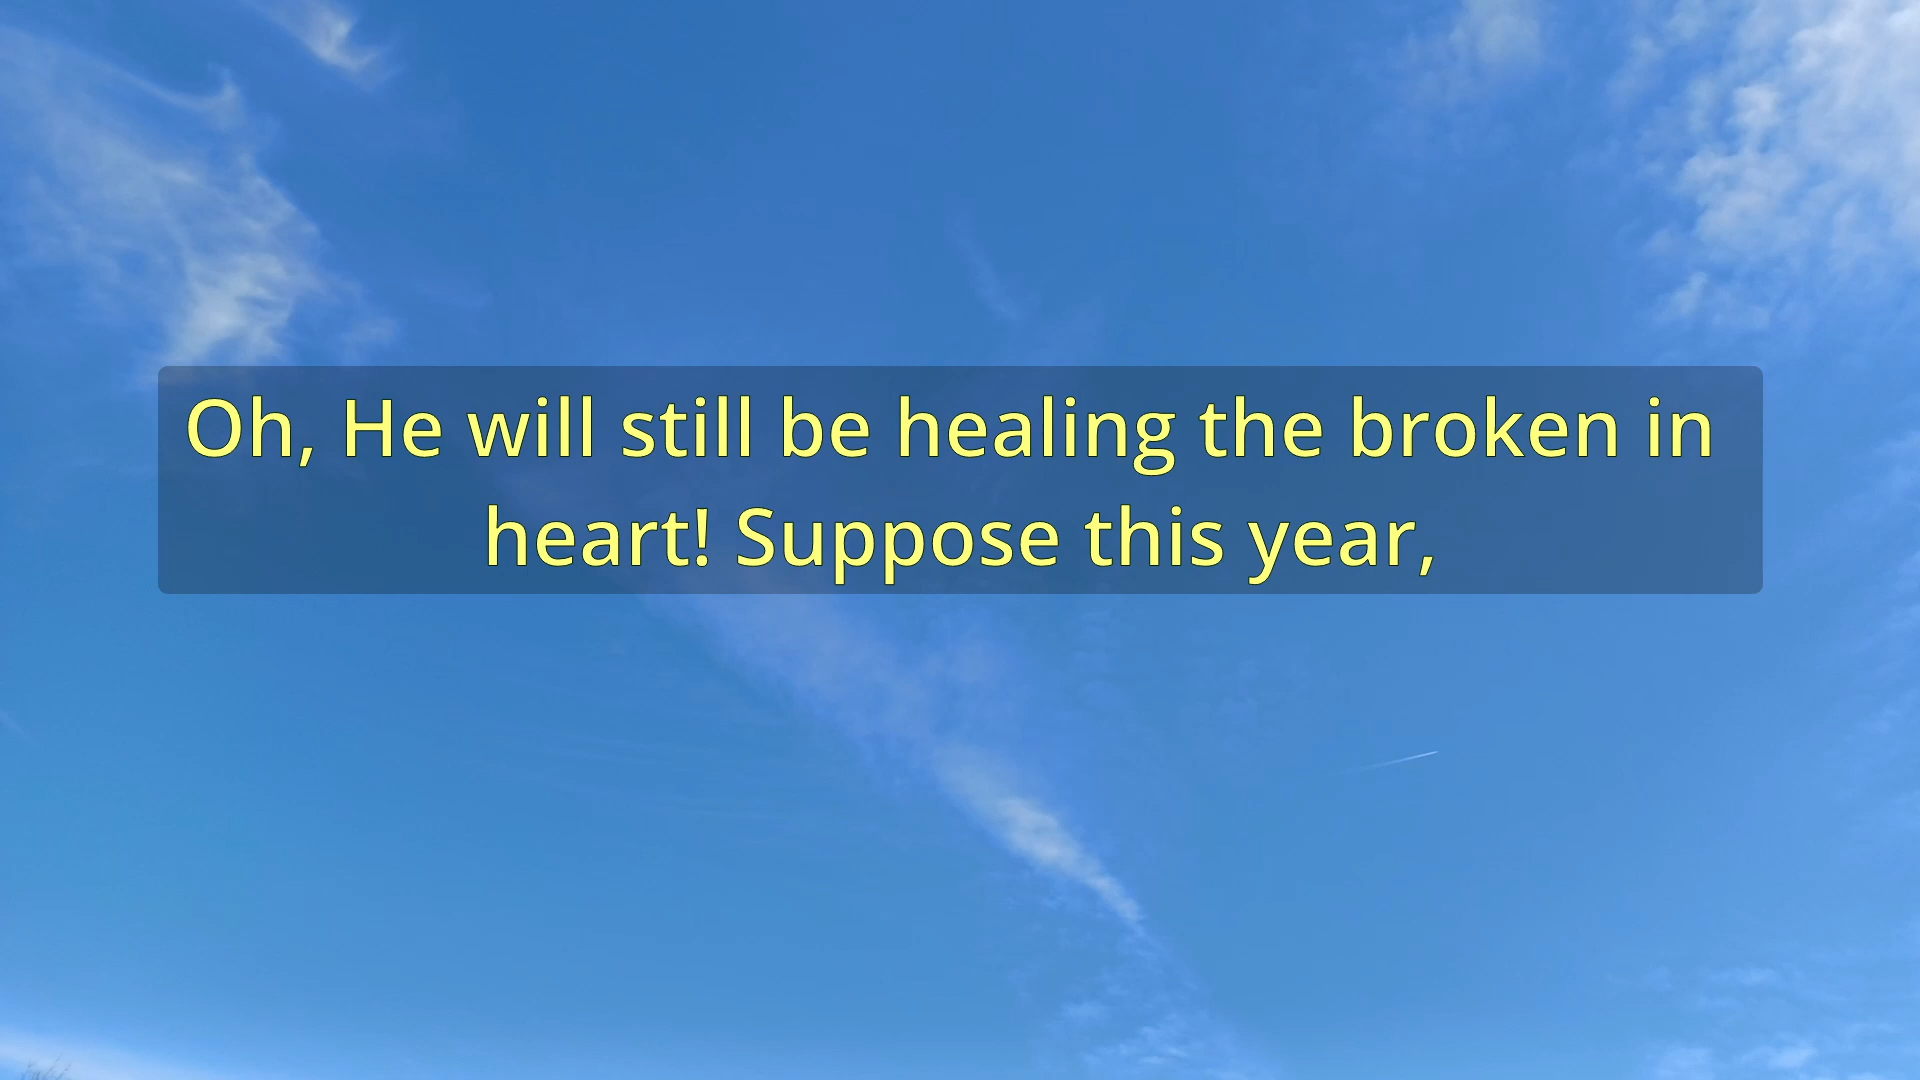 Oh, He will still be healing the broken in
heart! Suppose this year,